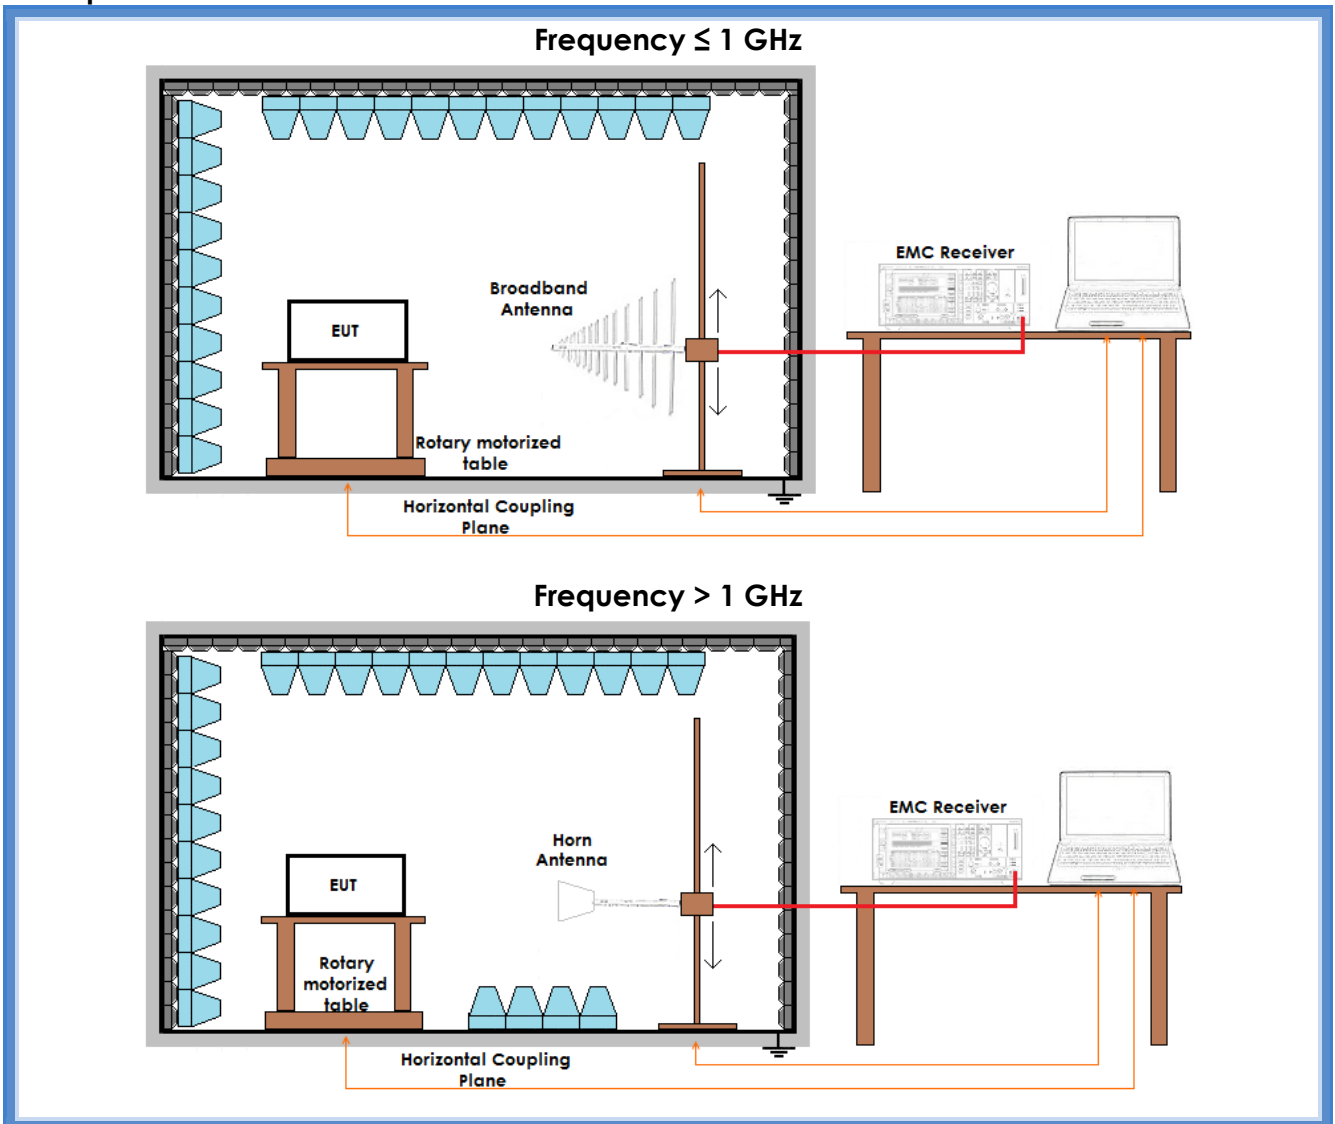 Frequency ≤ 1 GHz
EMC Receiver
Broadband
Antenna
EUT
Rotary motorized
table
Horizontal Coupling
Plane
Frequency > 1 GHz
EMC Receiver
Horn
Antenna
EUT
Rotary
motorized
table
Horizontal Coupling
Plane